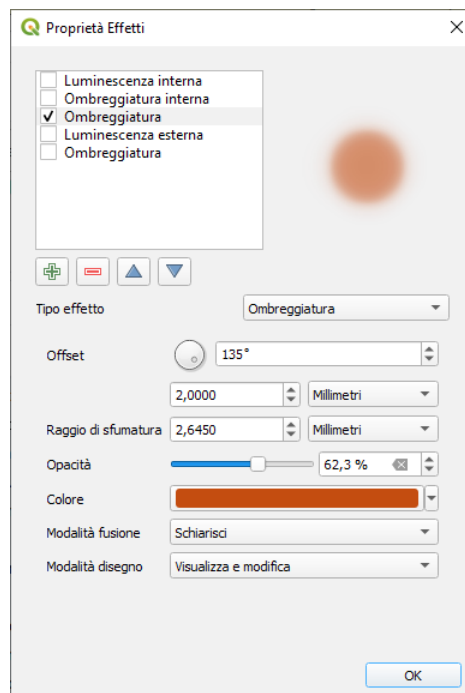 Proprietà Effetti
Luminescenza interna
Ombreggiatura interna
Ombreggiatura
Luminescenza esterna
Ombreggiatura
Tipo effetto Ombreggiatura
Offset 135°
2,0000 Millimetri
Raggio di sfumatura 2,6450 Millimetri
Opacità 62,3 %
Colore
Modalità fusione Schiarisci
Modalità disegno Visualizza e modifica
OK